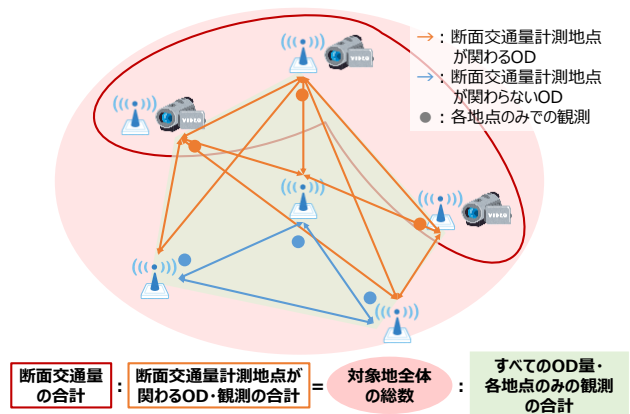 →：断面交通量計測地点
が関わるOD
→：断面交通量計測地点
が関わらないOD
●：各地点のみでの観測
VIDEO
VIDEO
VIDEO
断面交通量
の合計
：
断面交通量計測地点が
関わるOD・観測の合計
＝
対象地全体
の総数
：
すべてのOD量・
各地点のみの観測
の合計